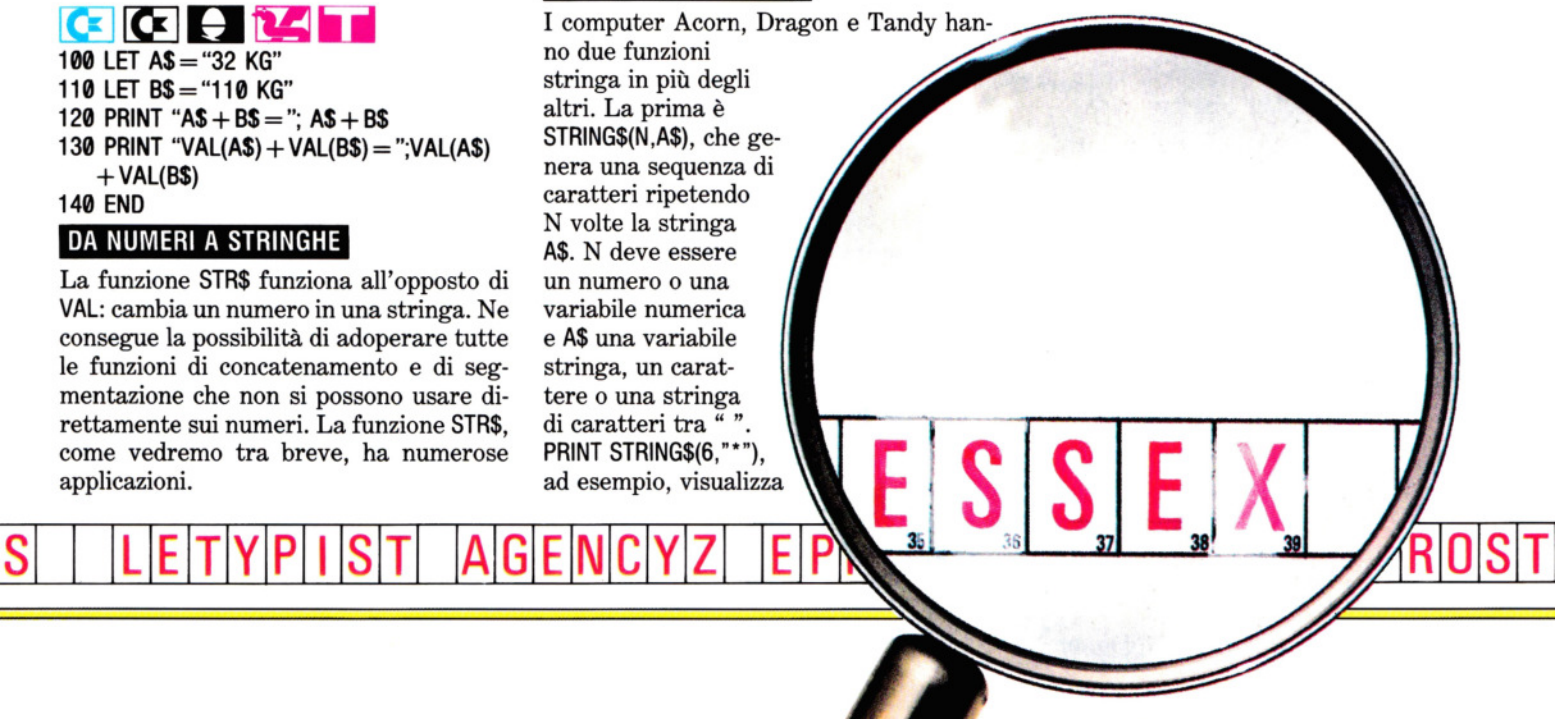 100 LET A$ = "32 KG"
110 LET B$ = "110 KG"
120 PRINT "A$ + B$ = "; A$ + B$
130 PRINT "VAL(A$) + VAL(B$) = ";VAL(A$)
+ VAL(B$)
140 END
DA NUMERI A STRINGHE
La funzione STR$ funziona all'opposto di
VAL: cambia un numero in una stringa. Ne
consegue la possibilità di adoperare tutte
le funzioni di concatenamento e di seg-
mentazione che non si possono usare di-
rettamente sui numeri. La funzione STR$,
come vedremo tra breve, ha numerose
applicazioni.
I computer Acorn, Dragon e Tandy han-
no due funzioni
stringa in più degli
altri. La prima è
STRING$(N,A$), che ge-
nera una sequenza di
caratteri ripetendo
N volte la stringa
A$. N deve essere
un numero o una
variabile numerica
e A$ una variabile
stringa, un carat-
tere o una stringa
di caratteri tra " ".
PRINT STRING$(6,"*"),
ad esempio, visualizza
ESSEX
35 36 37 38 39
S LETYPIST AGENCYZ EP ROST